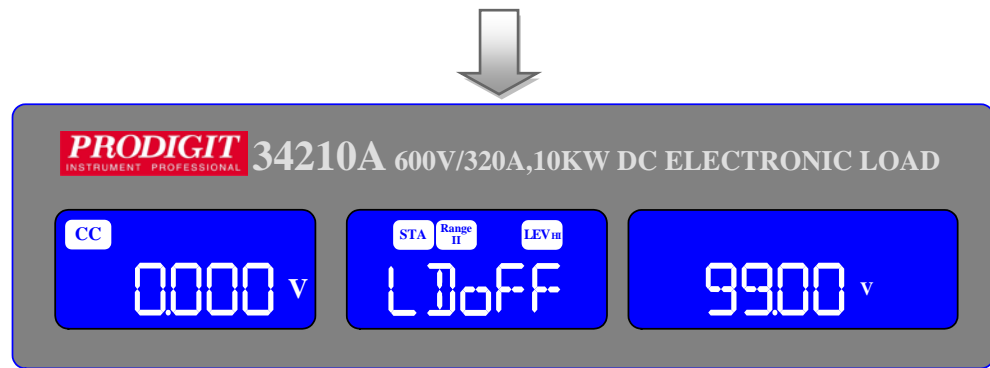 PRODIGIT
INSTRUMENT PROFESSIONAL
34210A 600V/320A,10KW DC ELECTRONIC LOAD
CC
0.000 V
STA Range II LEV HI
LDoFF
99.00 V